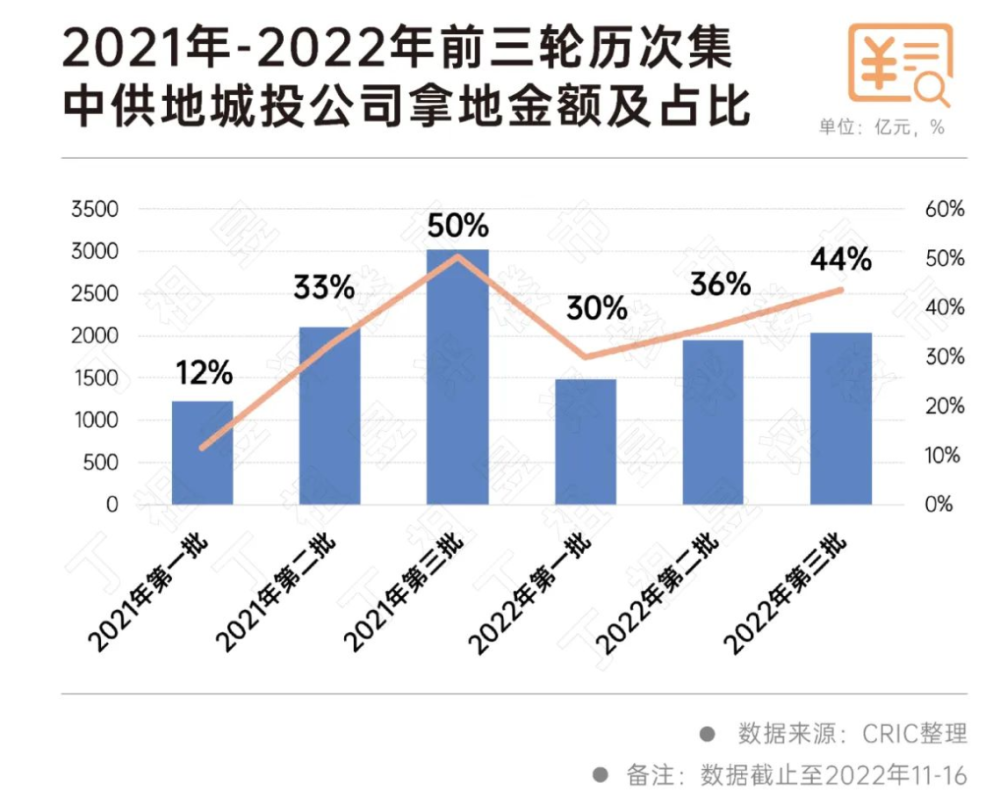 2021年-2022年前三轮历次集
中供地城投公司拿地金额及占比
单位：亿元，%
3500
3000
2500
2000
1500
1000
500
0
60%
50%
40%
30%
20%
10%
0%
12%
33%
50%
30%
36%
44%
2021年第一批
2021年第二批
2021年第三批
2022年第一批
2022年第二批
2022年第三批
● 数据来源：CRIC整理
● 备注：数据截止至2022年11-16
丁祖昱评楼市